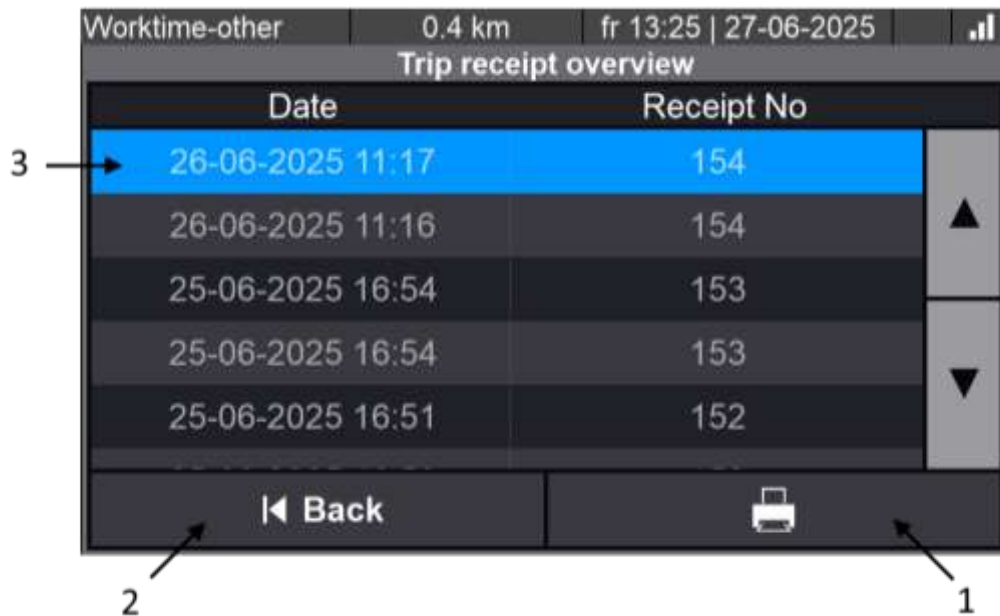 Worktime-other 0.4 km fr 13:25 | 27-06-2025
Trip receipt overview
Date Receipt No
3 26-06-2025 11:17 154
26-06-2025 11:16 154
25-06-2025 16:54 153
25-06-2025 16:54 153
25-06-2025 16:51 152
Back
2 1